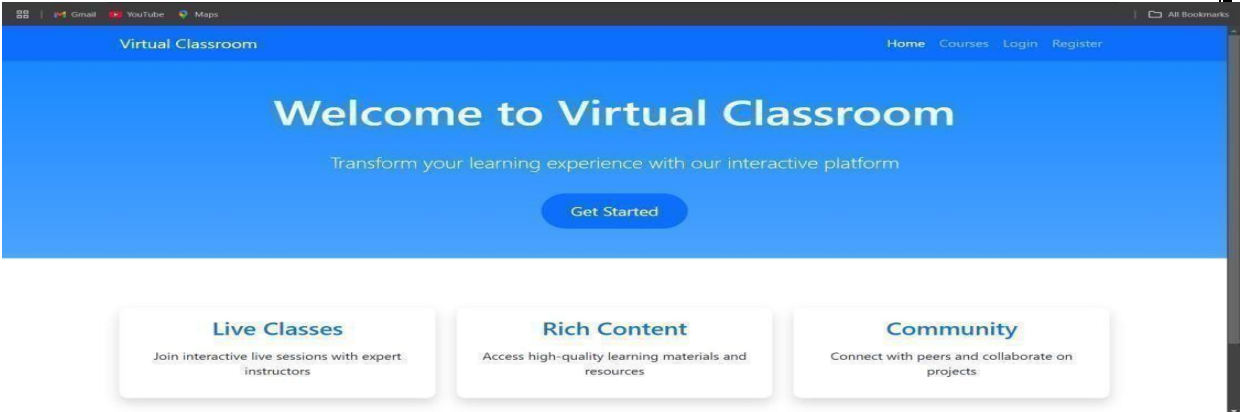 Gmail YouTube Maps All Bookmarks
Virtual Classroom Home Courses Login Register
Welcome to Virtual Classroom
Transform your learning experience with our interactive platform
Get Started
Live Classes
Join interactive live sessions with expert
instructors
Rich Content
Access high-quality learning materials and
resources
Community
Connect with peers and collaborate on
projects